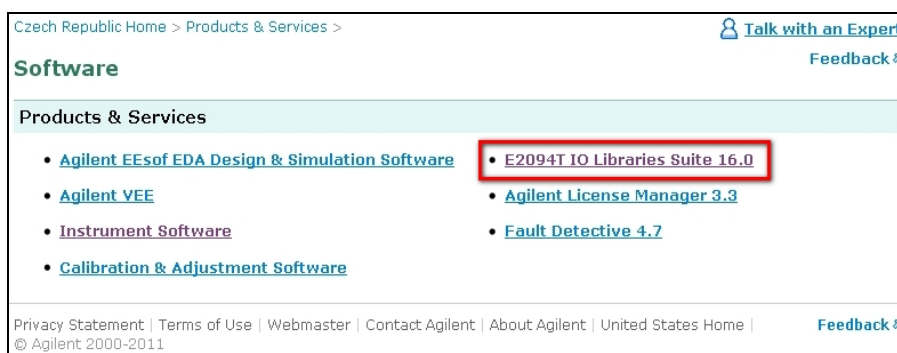 Czech Republic Home > Products & Services >
Talk with an Expert
Feedback
Software
Products & Services
• Agilent EEsof EDA Design & Simulation Software
• Agilent VEE
• Instrument Software
• Calibration & Adjustment Software
• E2094T IO Libraries Suite 16.0
• Agilent License Manager 3.3
• Fault Detective 4.7
Privacy Statement | Terms of Use | Webmaster | Contact Agilent | About Agilent | United States Home |
Feedback
© Agilent 2000-2011